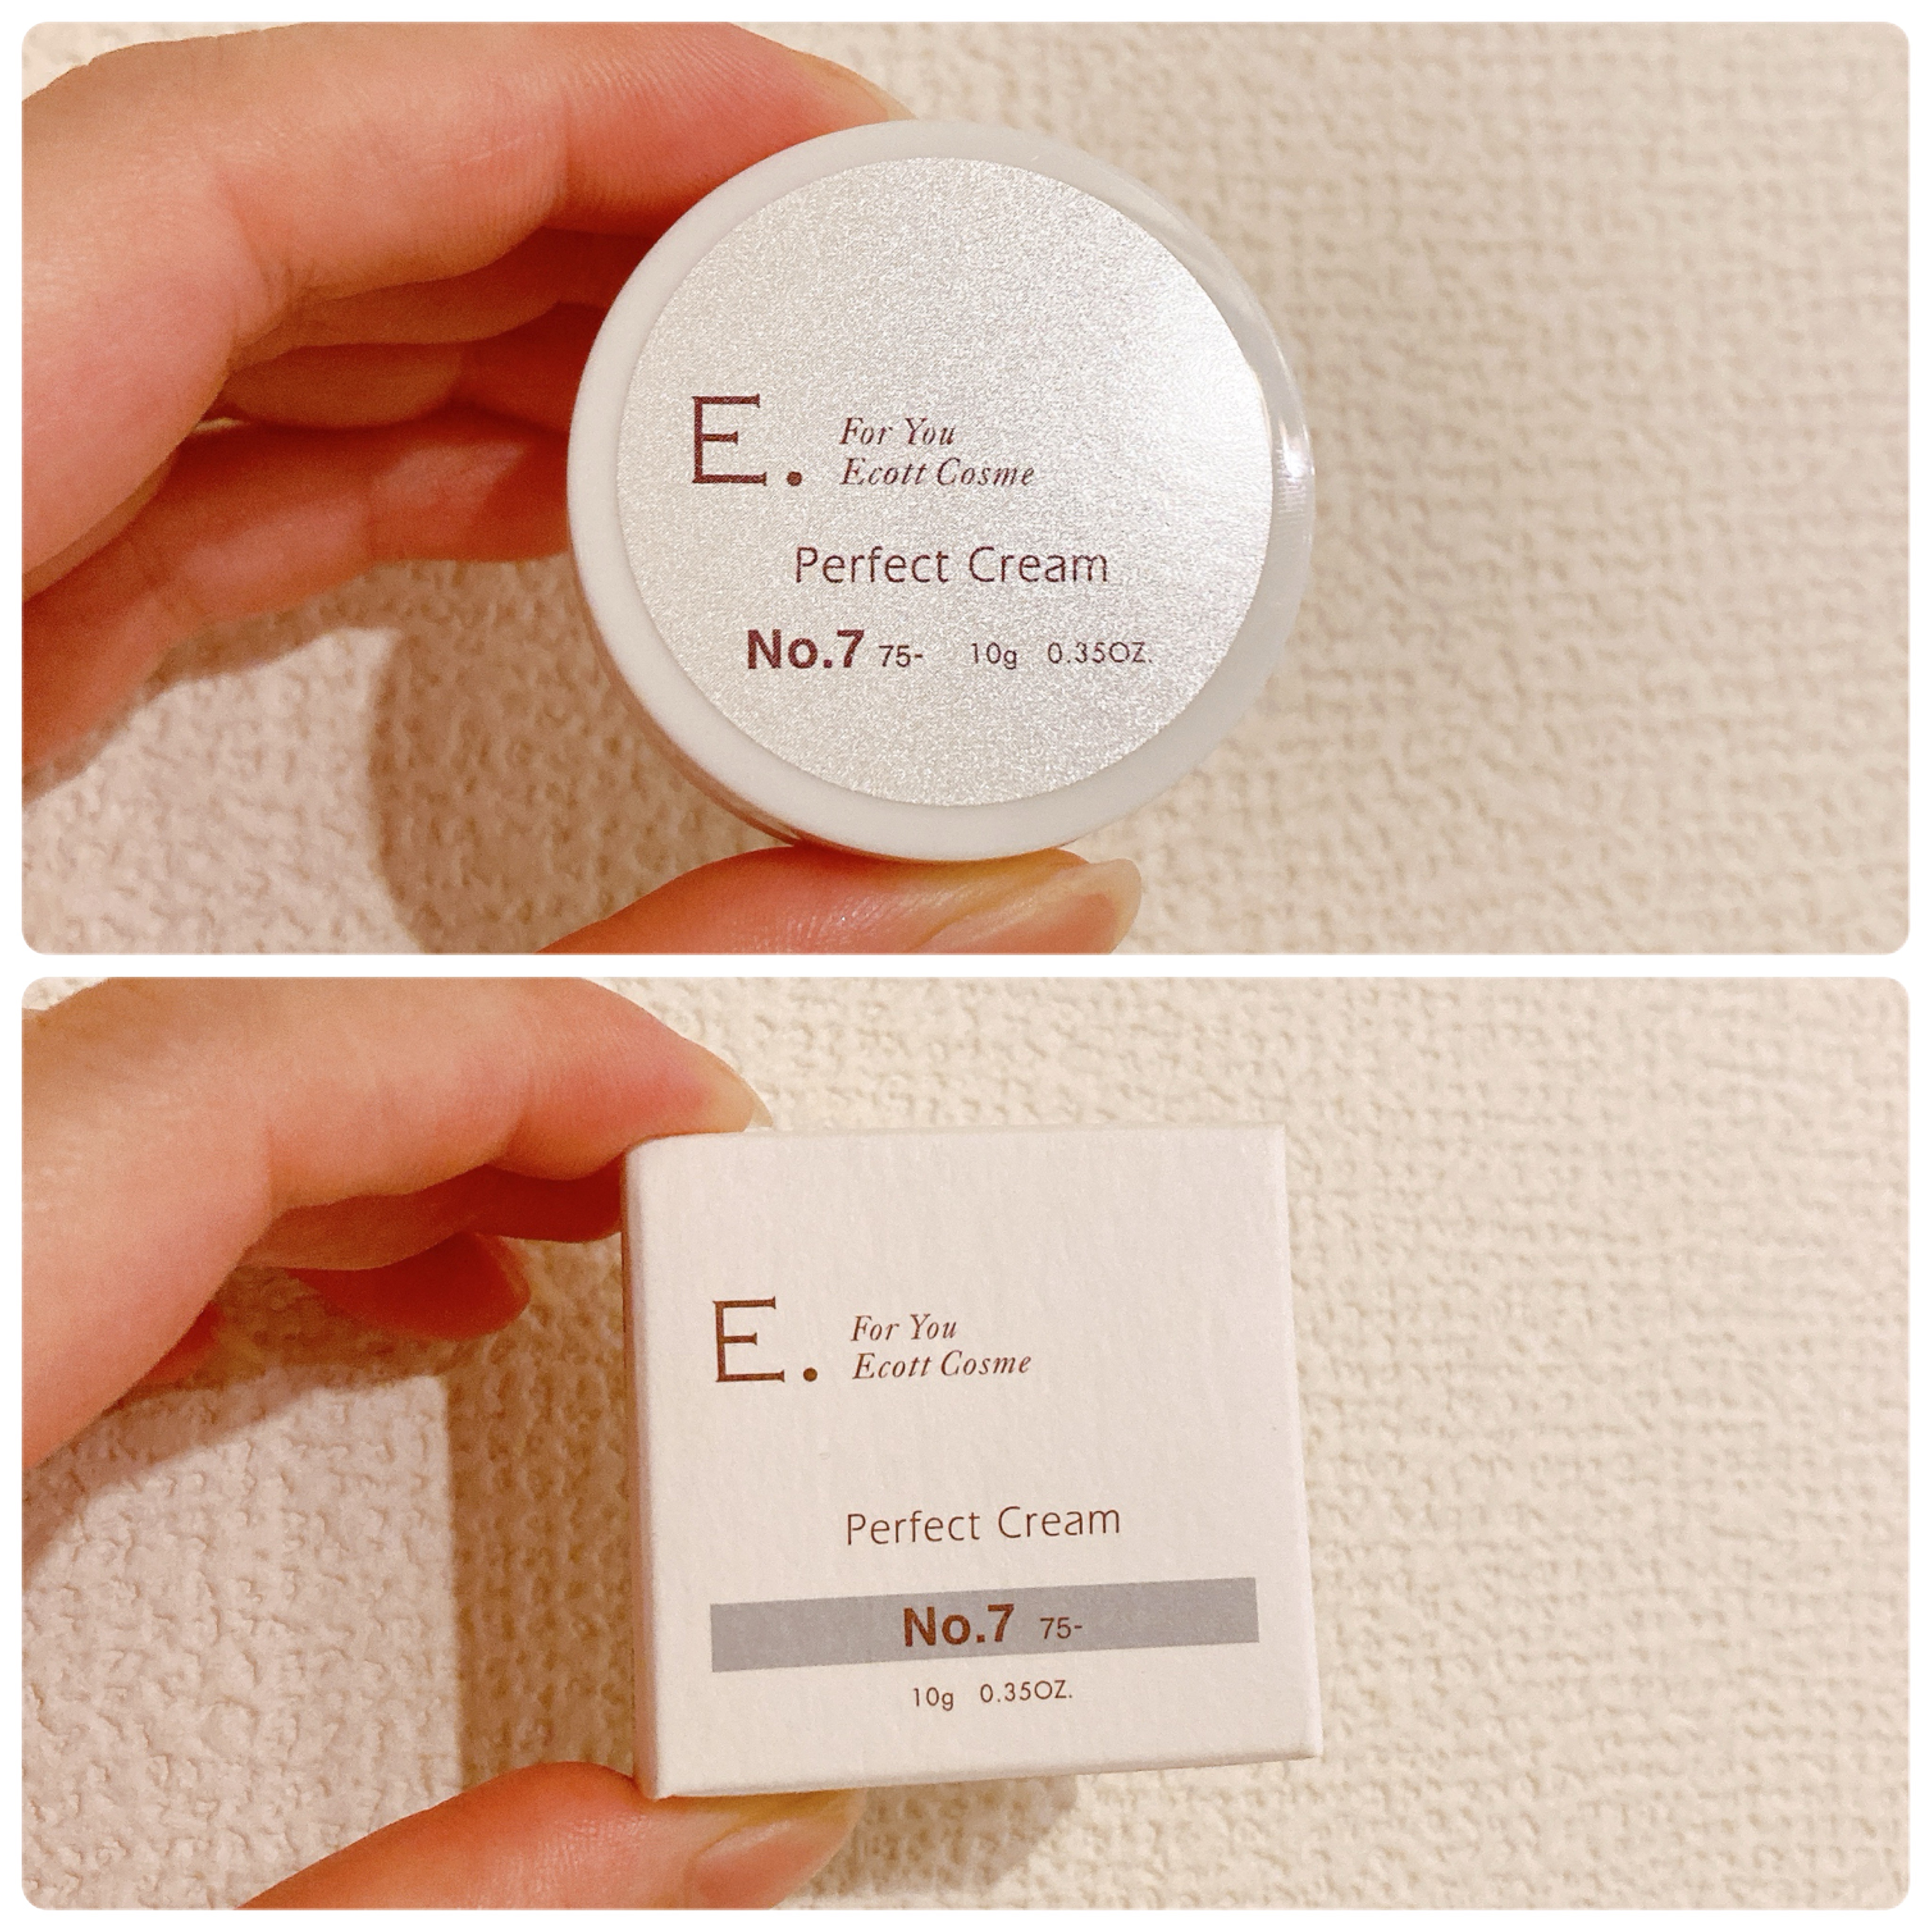 E.
For You
Ecott Cosme
Perfect Cream
No.7 75- 10g 0.35OZ.
E.
For You
Ecott Cosme
Perfect Cream
No.7 75-
10g 0.35OZ.